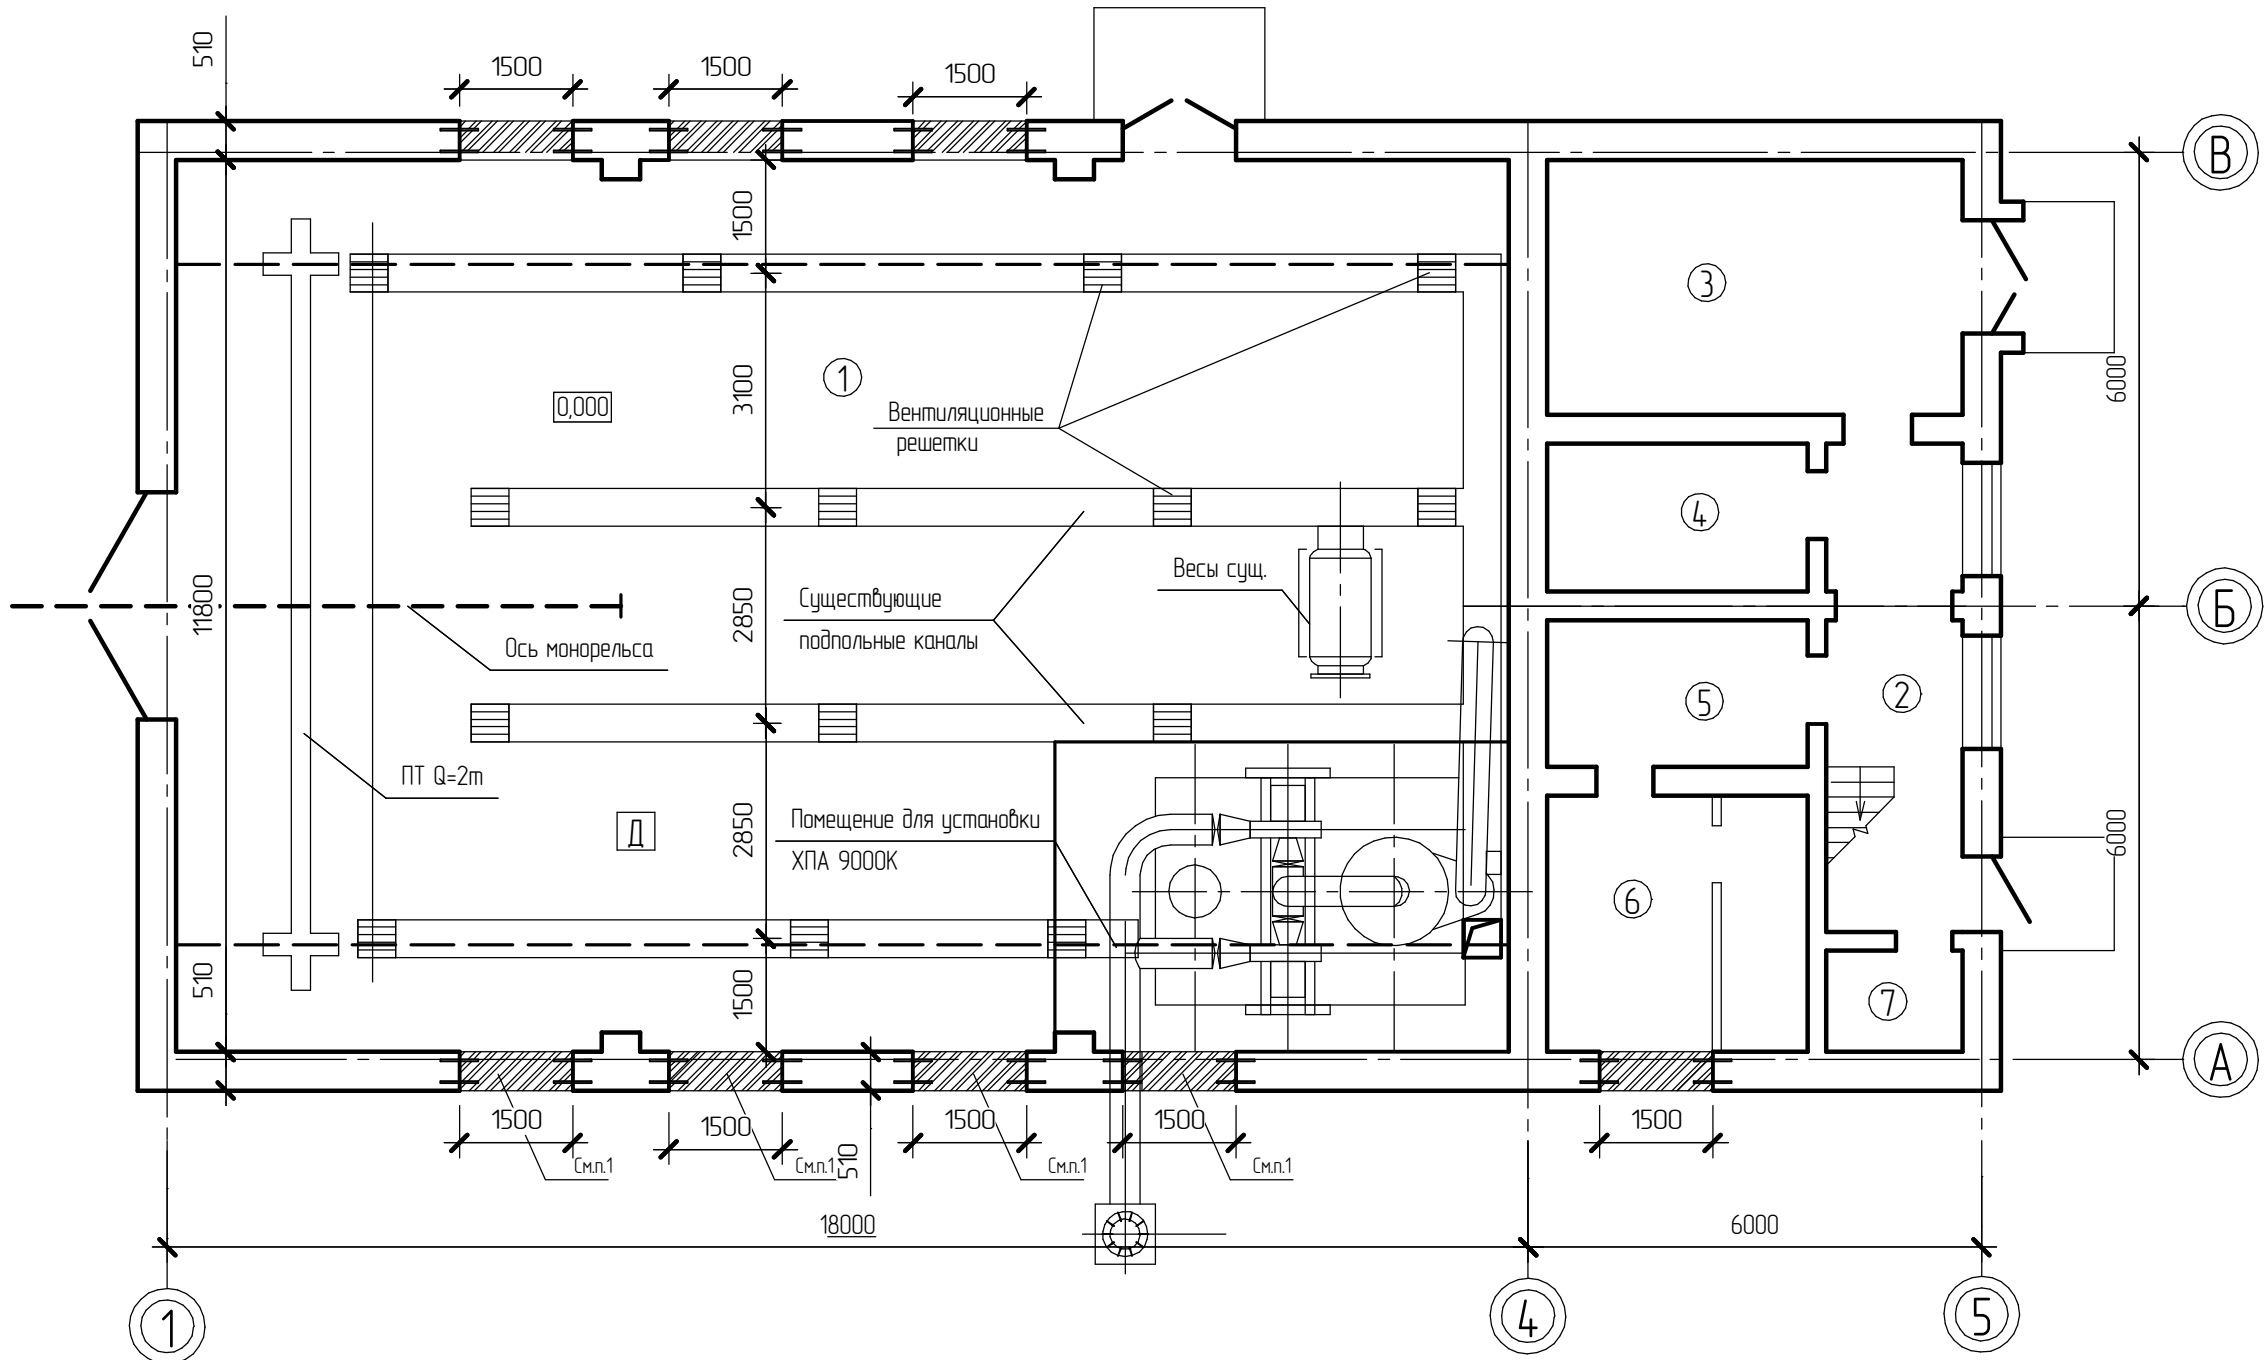 510
1500
1500
1500
В
1500
3
3100
1
6000
0,000
Вентиляционные
решетки
4
Весы сущ.
11800
2850
Существующие
подпольные каналы
Б
Ось монорельса
5
2
ПТ Q=2т
2850
Д
Помещение для установки
ХПА 9000К
6000
6
510
1500
7
А
1500
1500
1500
1500
1500
510
См.п.1
См.п.1
См.п.1
См.п.1
18000
6000
1
4
5